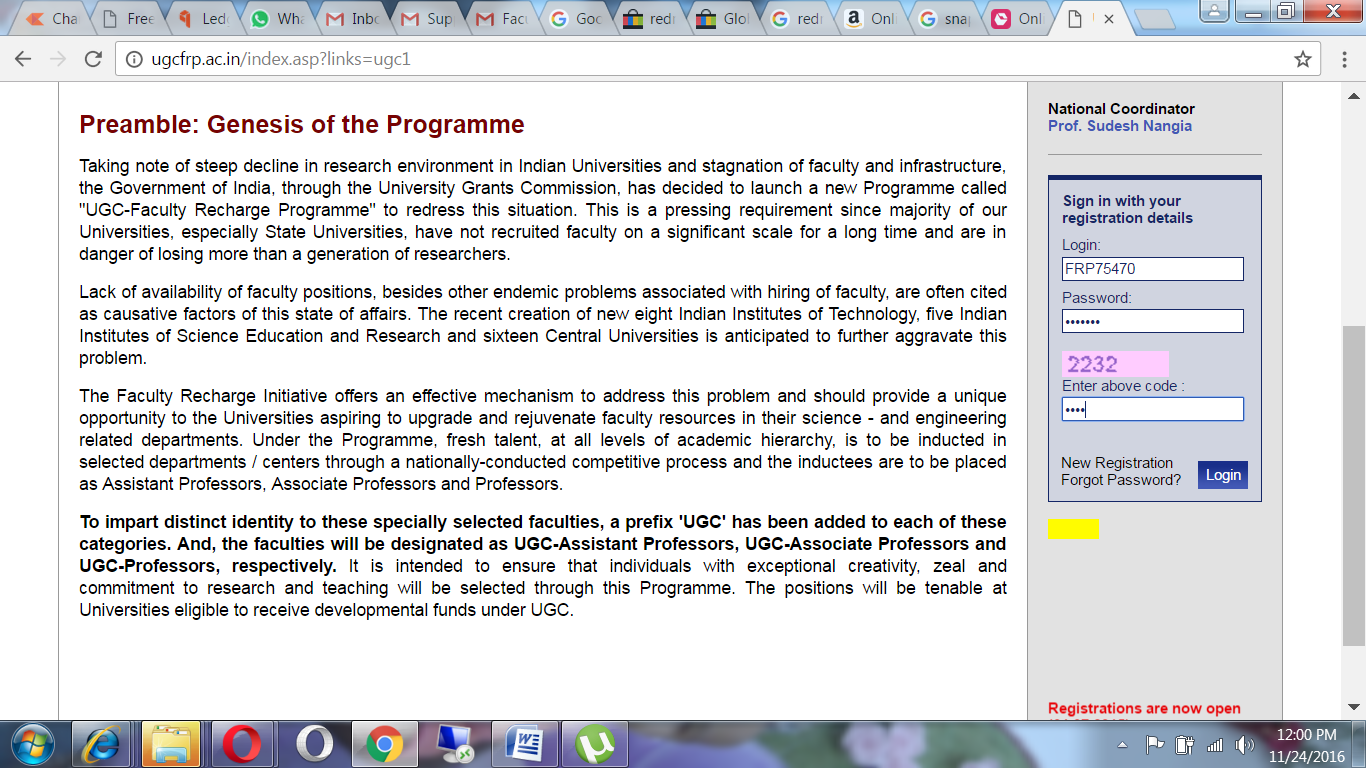 Cha
Free
Led
Wha
Inbo
Sup
Facu
Goo
redr
Glol
redr
Onli
snap
Onli
ugcfrp.ac.in/index.asp?links=ugc1
Preamble: Genesis of the Programme
Taking note of steep decline in research environment in Indian Universities and stagnation of faculty and infrastructure,
the Government of India, through the University Grants Commission, has decided to launch a new Programme called
"UGC-Faculty Recharge Programme" to redress this situation. This is a pressing requirement since majority of our
Universities, especially State Universities, have not recruited faculty on a significant scale for a long time and are in
danger of losing more than a generation of researchers.
Lack of availability of faculty positions, besides other endemic problems associated with hiring of faculty, are often cited
as causative factors of this state of affairs. The recent creation of new eight Indian Institutes of Technology, five Indian
Institutes of Science Education and Research and sixteen Central Universities is anticipated to further aggravate this
problem.
The Faculty Recharge Initiative offers an effective mechanism to address this problem and should provide a unique
opportunity to the Universities aspiring to upgrade and rejuvenate faculty resources in their science - and engineering
related departments. Under the Programme, fresh talent, at all levels of academic hierarchy, is to be inducted in
selected departments / centers through a nationally-conducted competitive process and the inductees are to be placed
as Assistant Professors, Associate Professors and Professors.
To impart distinct identity to these specially selected faculties, a prefix 'UGC' has been added to each of these
categories. And, the faculties will be designated as UGC-Assistant Professors, UGC-Associate Professors and
UGC-Professors, respectively. It is intended to ensure that individuals with exceptional creativity, zeal and
commitment to research and teaching will be selected through this Programme. The positions will be tenable at
Universities eligible to receive developmental funds under UGC.
National Coordinator
Prof. Sudesh Nangia
Sign in with your
registration details
Login:
FRP75470
Password:
•••••••
2232
Enter above code :
••••
New Registration
Forgot Password?
Login
Registrations are now open
12:00 PM
11/24/2016